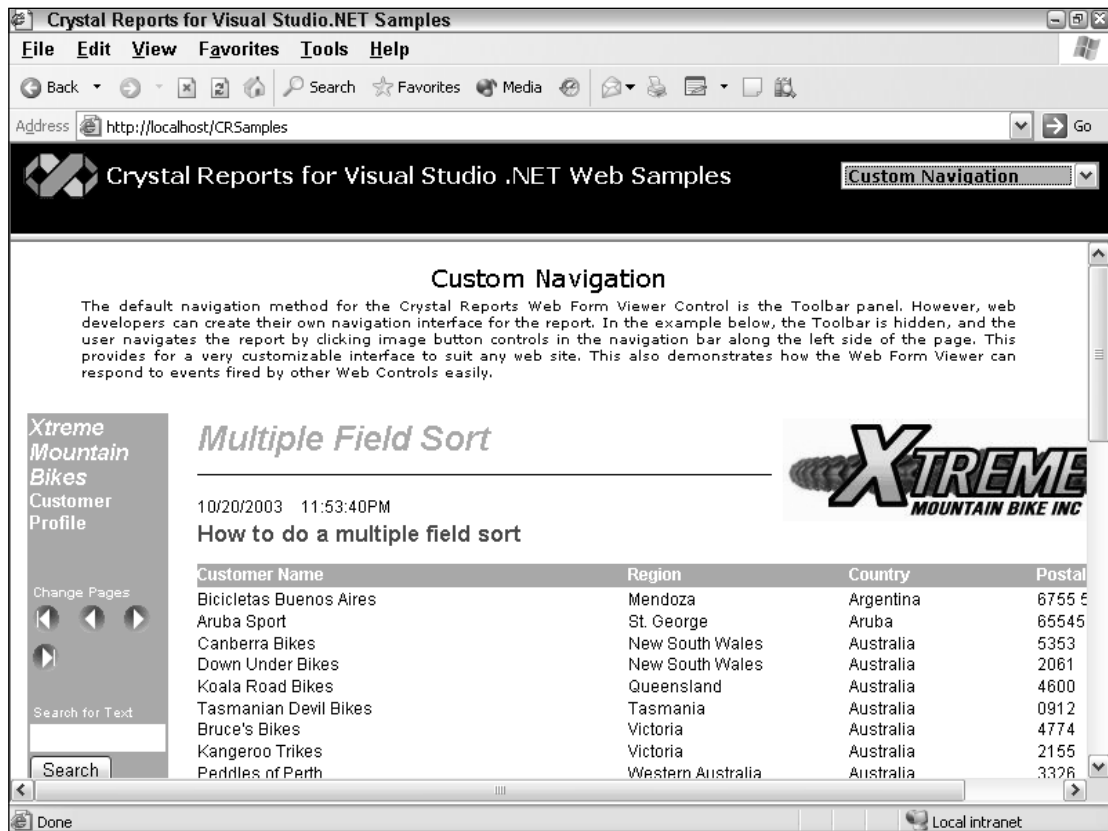 Crystal Reports for Visual Studio.NET Samples
File Edit View Favorites Tools Help
Back Search Favorites Media
Address http://localhost/CRSamples Go
Crystal Reports for Visual Studio .NET Web Samples Custom Navigation
Custom Navigation
The default navigation method for the Crystal Reports Web Form Viewer Control is the Toolbar panel. However, web
developers can create their own navigation interface for the report. In the example below, the Toolbar is hidden, and the
user navigates the report by clicking image button controls in the navigation bar along the left side of the page. This
provides for a very customizable interface to suit any web site. This also demonstrates how the Web Form Viewer can
respond to events fired by other Web Controls easily.
Xtreme
Mountain
Bikes
Customer
Profile
Change Pages
Search for Text
Search
Multiple Field Sort
XTREME
MOUNTAIN BIKE INC
10/20/2003 11:53:40PM
How to do a multiple field sort
Customer Name Region Country Postal
Bicicletas Buenos Aires Mendoza Argentina 6755 5
Aruba Sport St. George Aruba 65545
Canberra Bikes New South Wales Australia 5353
Down Under Bikes New South Wales Australia 2061
Koala Road Bikes Queensland Australia 4600
Tasmanian Devil Bikes Tasmania Australia 0912
Bruce's Bikes Victoria Australia 4774
Kangeroo Trikes Victoria Australia 2155
Peddles of Perth Western Australia Australia 3326
Done Local intranet